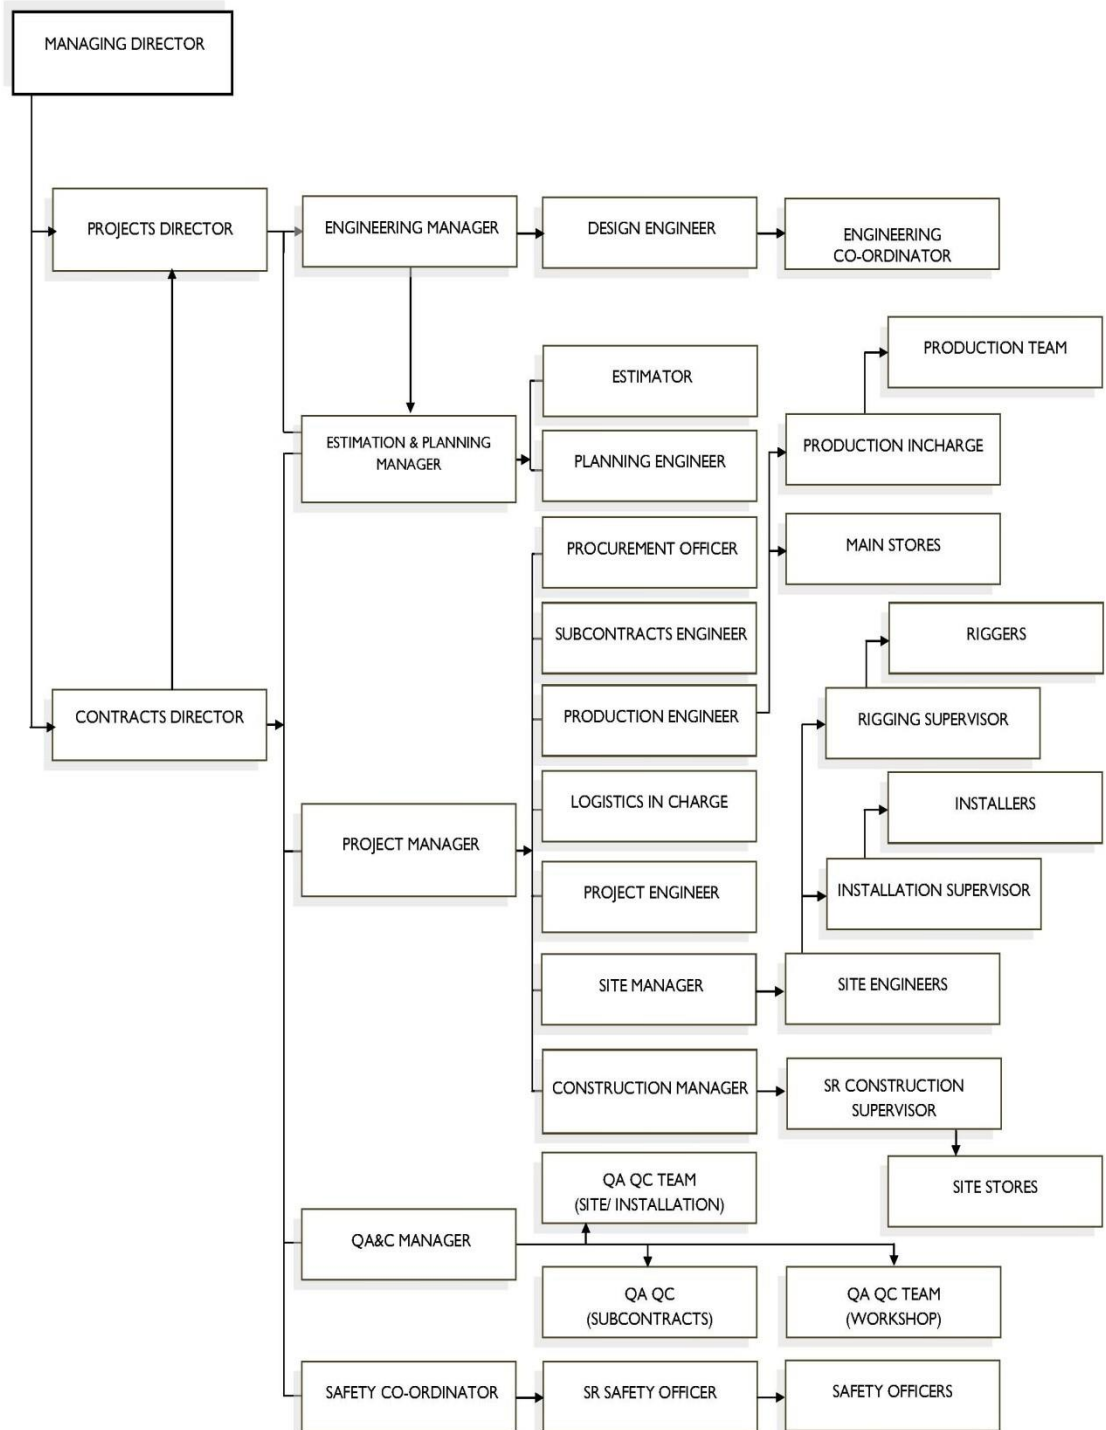 MANAGING DIRECTOR
PROJECTS DIRECTOR
ENGINEERING MANAGER
DESIGN ENGINEER
ENGINEERING
CO-ORDINATOR
PRODUCTION TEAM
ESTIMATOR
ESTIMATION & PLANNING
MANAGER
PLANNING ENGINEER
PRODUCTION INCHARGE
PROCUREMENT OFFICER
MAIN STORES
SUBCONTRACTS ENGINEER
RIGGERS
CONTRACTS DIRECTOR
PRODUCTION ENGINEER
RIGGING SUPERVISOR
LOGISTICS IN CHARGE
INSTALLERS
PROJECT MANAGER
PROJECT ENGINEER
INSTALLATION SUPERVISOR
SITE MANAGER
SITE ENGINEERS
CONSTRUCTION MANAGER
SR CONSTRUCTION
SUPERVISOR
SITE STORES
QA QC TEAM
(SITE/ INSTALLATION)
QA&C MANAGER
QA QC
(SUBCONTRACTS)
QA QC TEAM
(WORKSHOP)
SAFETY CO-ORDINATOR
SR SAFETY OFFICER
SAFETY OFFICERS